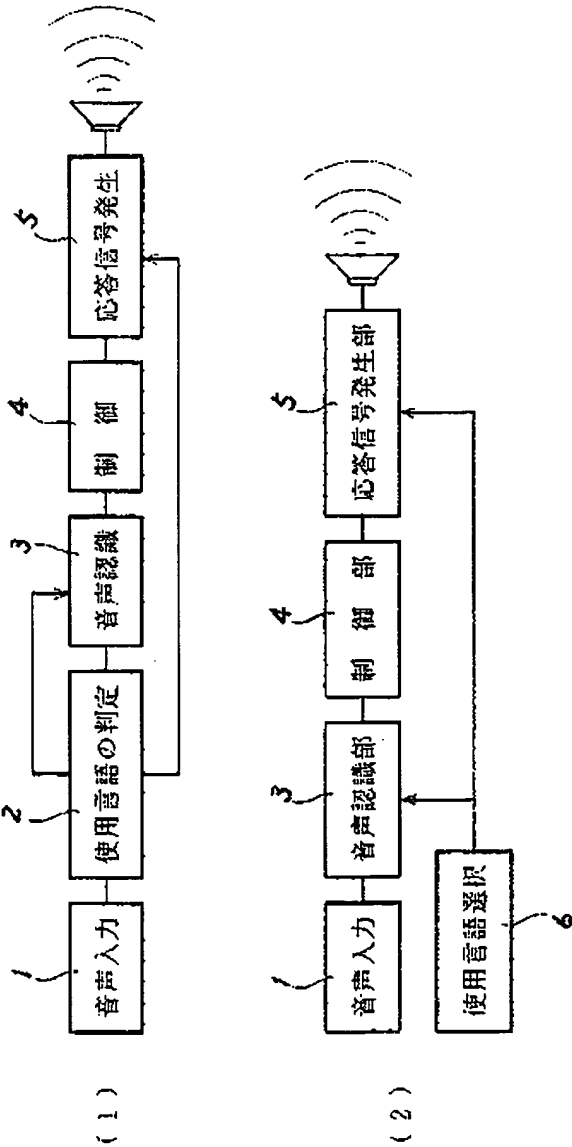 (1)
1
音声入力
2
使用言語の判定
3
音声認識
4
制 御
5
応答信号発生
(2)
1
音声入力
3
音声認識部
4
制 御 部
5
応答信号発生部
6
使用言語選択